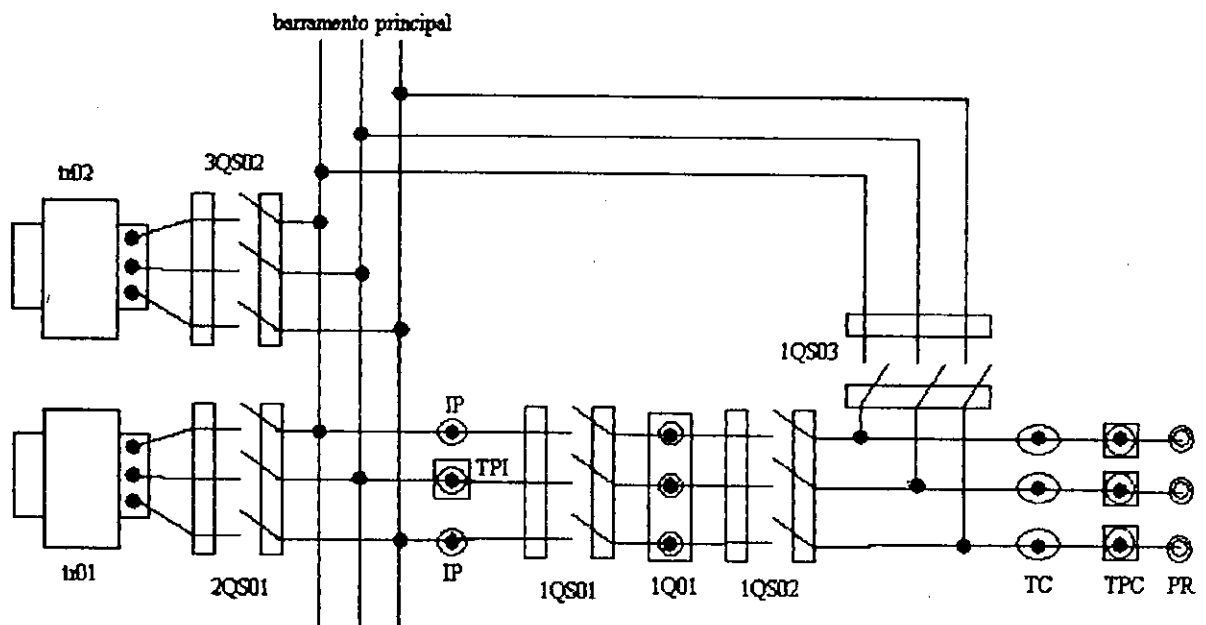 barramento principal
tr02
3QS02
1QS03
IP
TPI
IP
tr01
2QS01
1QS01
1Q01
1QS02
TC
TPC
PR